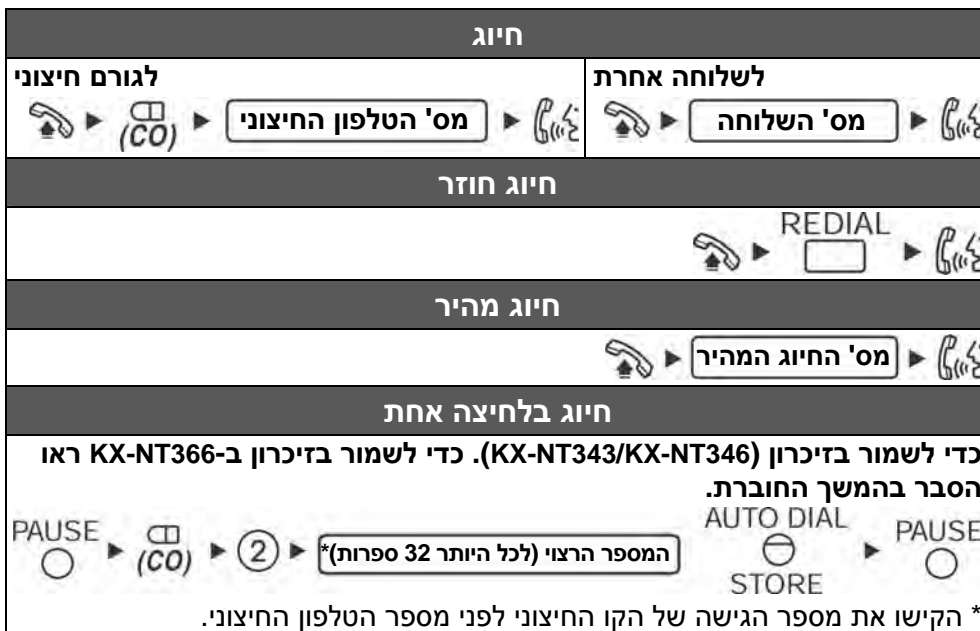 חיוג
לשלוחה אחרת
מס' השלוחה
לגורם חיצוני
(CO)
מס' הטלפון החיצוני
חיוג חוזר
REDIAL
חיוג מהיר
מס' החיוג המהיר
חיוג בלחיצה אחת
כדי לשמור בזיכרון (KX-NT343/KX-NT346). כדי לשמור בזיכרון ב-KX-NT366 ראו
הסבר בהמשך החוברת.
PAUSE (CO) 2 המספר הרצוי (לכל היותר 32 ספרות)* AUTO DIAL STORE PAUSE
* הקישו את מספר הגישה של הקו החיצוני לפני מספר הטלפון החיצוני.